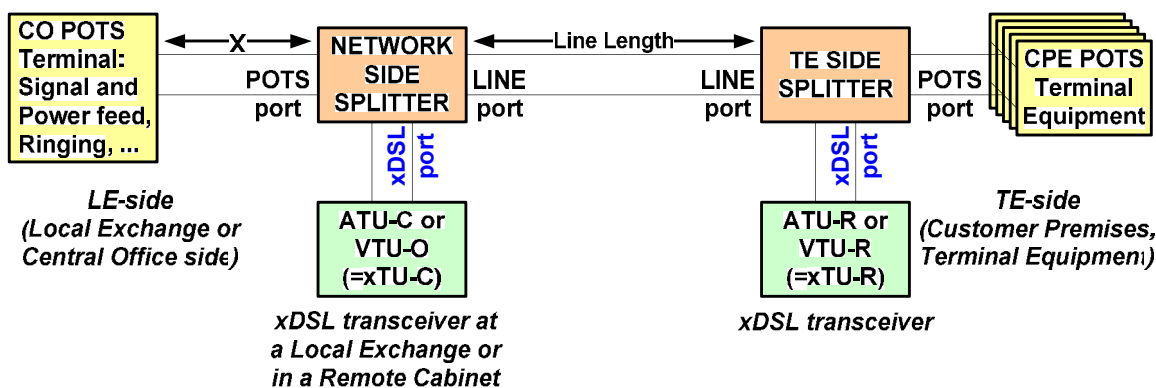 CO POTS
Terminal:
Signal and
Power feed,
Ringing, ...
X
POTS
port
NETWORK
SIDE
SPLITTER
LINE
port
Line Length
LINE
port
TE SIDE
SPLITTER
POTS
port
CPE POTS
Terminal
Equipment
xDSL
port
xDSL
port
LE-side
(Local Exchange or
Central Office side)
ATU-C or
VTU-O
(=xTU-C)
ATU-R or
VTU-R
(=xTU-R)
TE-side
(Customer Premises,
Terminal Equipment)
xDSL transceiver at
a Local Exchange or
in a Remote Cabinet
xDSL transceiver